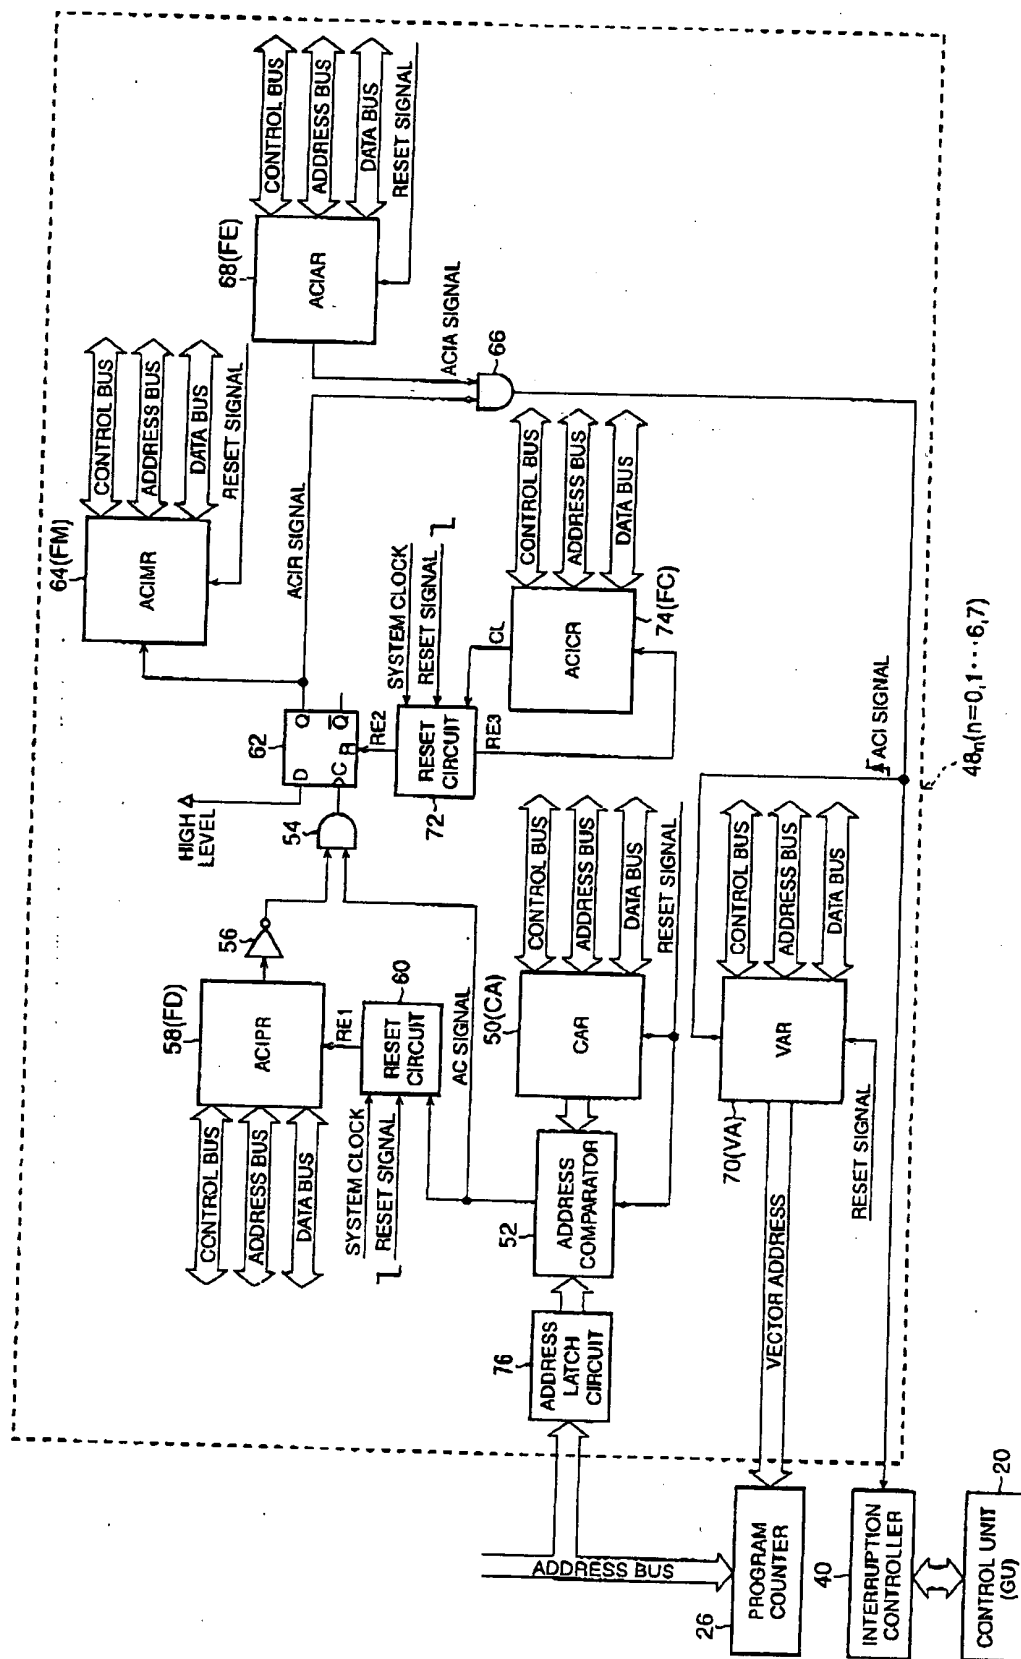 CONTROL BUS
ADDRESS BUS
DATA BUS
RESET SIGNAL
68(FE)
ACIAR
ACIA SIGNAL
66
64(FM)
ACIMR
CONTROL BUS
ADDRESS BUS
DATA BUS
RESET SIGNAL
ACIR SIGNAL
HIGH
LEVEL
62
D
C
Q
Q
R
54
56
58(FD)
ACIPR
CONTROL BUS
ADDRESS BUS
DATA BUS
RE1
60
RESET
CIRCUIT
SYSTEM CLOCK
RESET SIGNAL
AC SIGNAL
RE2
72
RESET
CIRCUIT
SYSTEM CLOCK
RESET SIGNAL
CL
RE3
ACICR
74(FC)
CONTROL BUS
ADDRESS BUS
DATA BUS
50(CA)
CAR
CONTROL BUS
ADDRESS BUS
DATA BUS
RESET SIGNAL
52
ADDRESS
COMPARATOR
76
ADDRESS
LATCH
CIRCUIT
70(VA)
VAR
CONTROL BUS
ADDRESS BUS
DATA BUS
RESET SIGNAL
VECTOR ADDRESS
ACI SIGNAL
48n(n=0,1···6,7)
ADDRESS BUS
26
PROGRAM
COUNTER
40
INTERRUPTION
CONTROLLER
20
CONTROL UNIT
(GU)